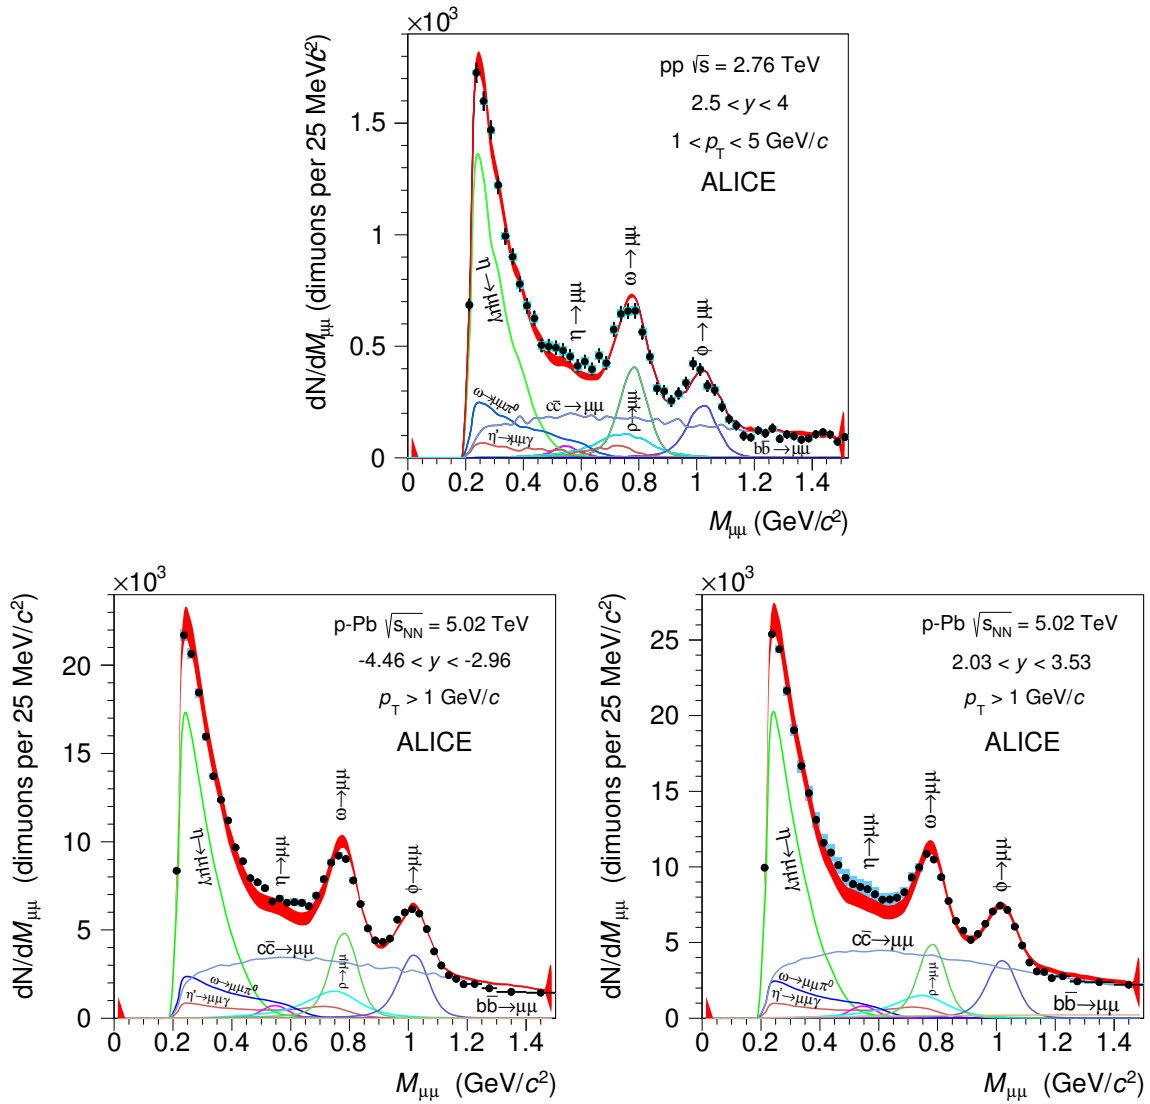 ×10³
dN/dM_μμ (dimuons per 25 MeV/c²)
pp √s = 2.76 TeV
2.5 < y < 4
1 < p_T < 5 GeV/c
ALICE
1.5
1
0.5
0
η→μμγ
ω→μμπ⁰
η'→μμγ
cc̄→μμ
η→μμ
ω→μμ
ρ→μμ
φ→μμ
bb̄→μμ
0 0.2 0.4 0.6 0.8 1 1.2 1.4
M_μμ (GeV/c²)
×10³
dN/dM_μμ (dimuons per 25 MeV/c²)
p-Pb √s_NN = 5.02 TeV
-4.46 < y < -2.96
p_T > 1 GeV/c
ALICE
20
15
10
5
0
η→μμγ
ω→μμπ⁰
η'→μμγ
cc̄→μμ
η→μμ
ω→μμ
ρ→μμ
φ→μμ
bb̄→μμ
0 0.2 0.4 0.6 0.8 1 1.2 1.4
M_μμ (GeV/c²)
×10³
dN/dM_μμ (dimuons per 25 MeV/c²)
p-Pb √s_NN = 5.02 TeV
2.03 < y < 3.53
p_T > 1 GeV/c
ALICE
25
20
15
10
5
0
η→μμγ
ω→μμπ⁰
η'→μμγ
cc̄→μμ
η→μμ
ω→μμ
ρ→μμ
φ→μμ
bb̄→μμ
0 0.2 0.4 0.6 0.8 1 1.2 1.4
M_μμ (GeV/c²)